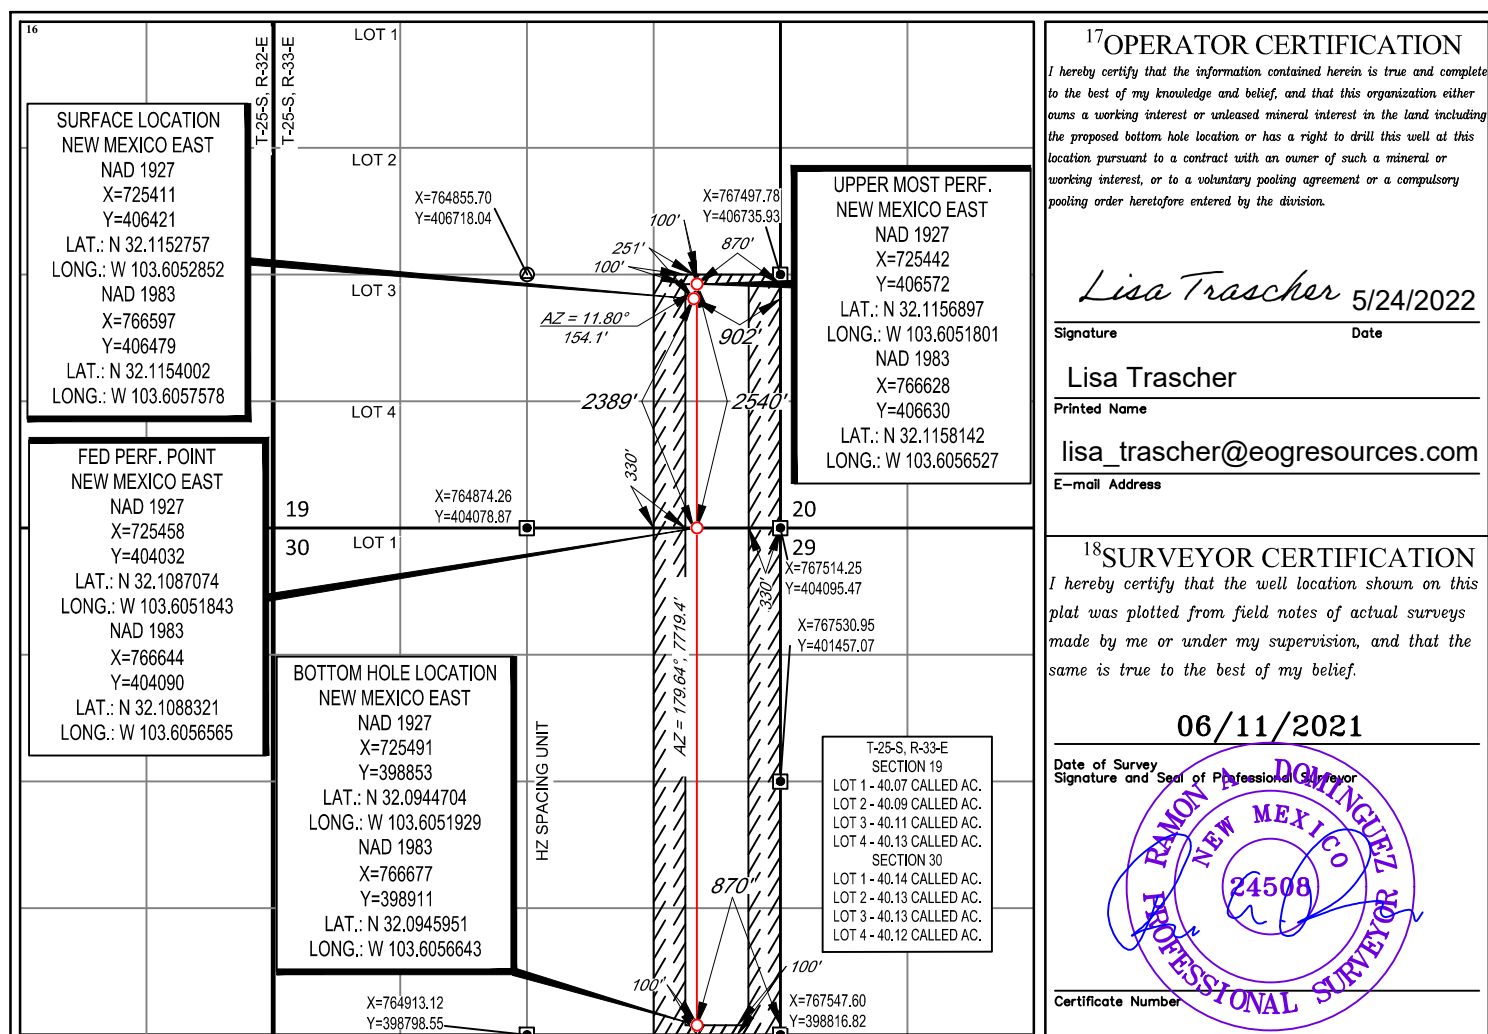 16
T-25-S, R-32-E
T-25-S, R-33-E
LOT 1
LOT 2
LOT 3
LOT 4
SURFACE LOCATION
NEW MEXICO EAST
NAD 1927
X=725411
Y=406421
LAT.: N 32.1152757
LONG.: W 103.6052852
NAD 1983
X=766597
Y=406479
LAT.: N 32.1154002
LONG.: W 103.6057578
X=764855.70
Y=406718.04
X=767497.78
Y=406735.93
100'
251'
100'
870'
AZ = 11.80°
154.1'
902'
2389'
2540'
330'
UPPER MOST PERF.
NEW MEXICO EAST
NAD 1927
X=725442
Y=406572
LAT.: N 32.1156897
LONG.: W 103.6051801
NAD 1983
X=766628
Y=406630
LAT.: N 32.1158142
LONG.: W 103.6056527
FED PERF. POINT
NEW MEXICO EAST
NAD 1927
X=725458
Y=404032
LAT.: N 32.1087074
LONG.: W 103.6051843
NAD 1983
X=766644
Y=404090
LAT.: N 32.1088321
LONG.: W 103.6056565
X=764874.26
Y=404078.87
19
20
30
29
LOT 1
X=767514.25
Y=404095.47
330'
X=767530.95
Y=401457.07
AZ = 179.64°, 7719.4'
HZ SPACING UNIT
BOTTOM HOLE LOCATION
NEW MEXICO EAST
NAD 1927
X=725491
Y=398853
LAT.: N 32.0944704
LONG.: W 103.6051929
NAD 1983
X=766677
Y=398911
LAT.: N 32.0945951
LONG.: W 103.6056643
T-25-S, R-33-E
SECTION 19
LOT 1 - 40.07 CALLED AC.
LOT 2 - 40.09 CALLED AC.
LOT 3 - 40.11 CALLED AC.
LOT 4 - 40.13 CALLED AC.
SECTION 30
LOT 1 - 40.14 CALLED AC.
LOT 2 - 40.13 CALLED AC.
LOT 3 - 40.13 CALLED AC.
LOT 4 - 40.12 CALLED AC.
870'
100'
100'
X=764913.12
Y=398798.55
X=767547.60
Y=398816.82
17OPERATOR CERTIFICATION
I hereby certify that the information contained herein is true and complete
to the best of my knowledge and belief, and that this organization either
owns a working interest or unleased mineral interest in the land including
the proposed bottom hole location or has a right to drill this well at this
location pursuant to a contract with an owner of such a mineral or
working interest, or to a voluntary pooling agreement or a compulsory
pooling order heretofore entered by the division.
Lisa Trascher 5/24/2022
Signature Date
Lisa Trascher
Printed Name
lisa_trascher@eogresources.com
E-mail Address
18SURVEYOR CERTIFICATION
I hereby certify that the well location shown on this
plat was plotted from field notes of actual surveys
made by me or under my supervision, and that the
same is true to the best of my belief.
06/11/2021
Date of Survey
Signature and Seal of Professional Surveyor
RAMON A. DOMINGUEZ
NEW MEXICO
24508
PROFESSIONAL SURVEYOR
Certificate Number